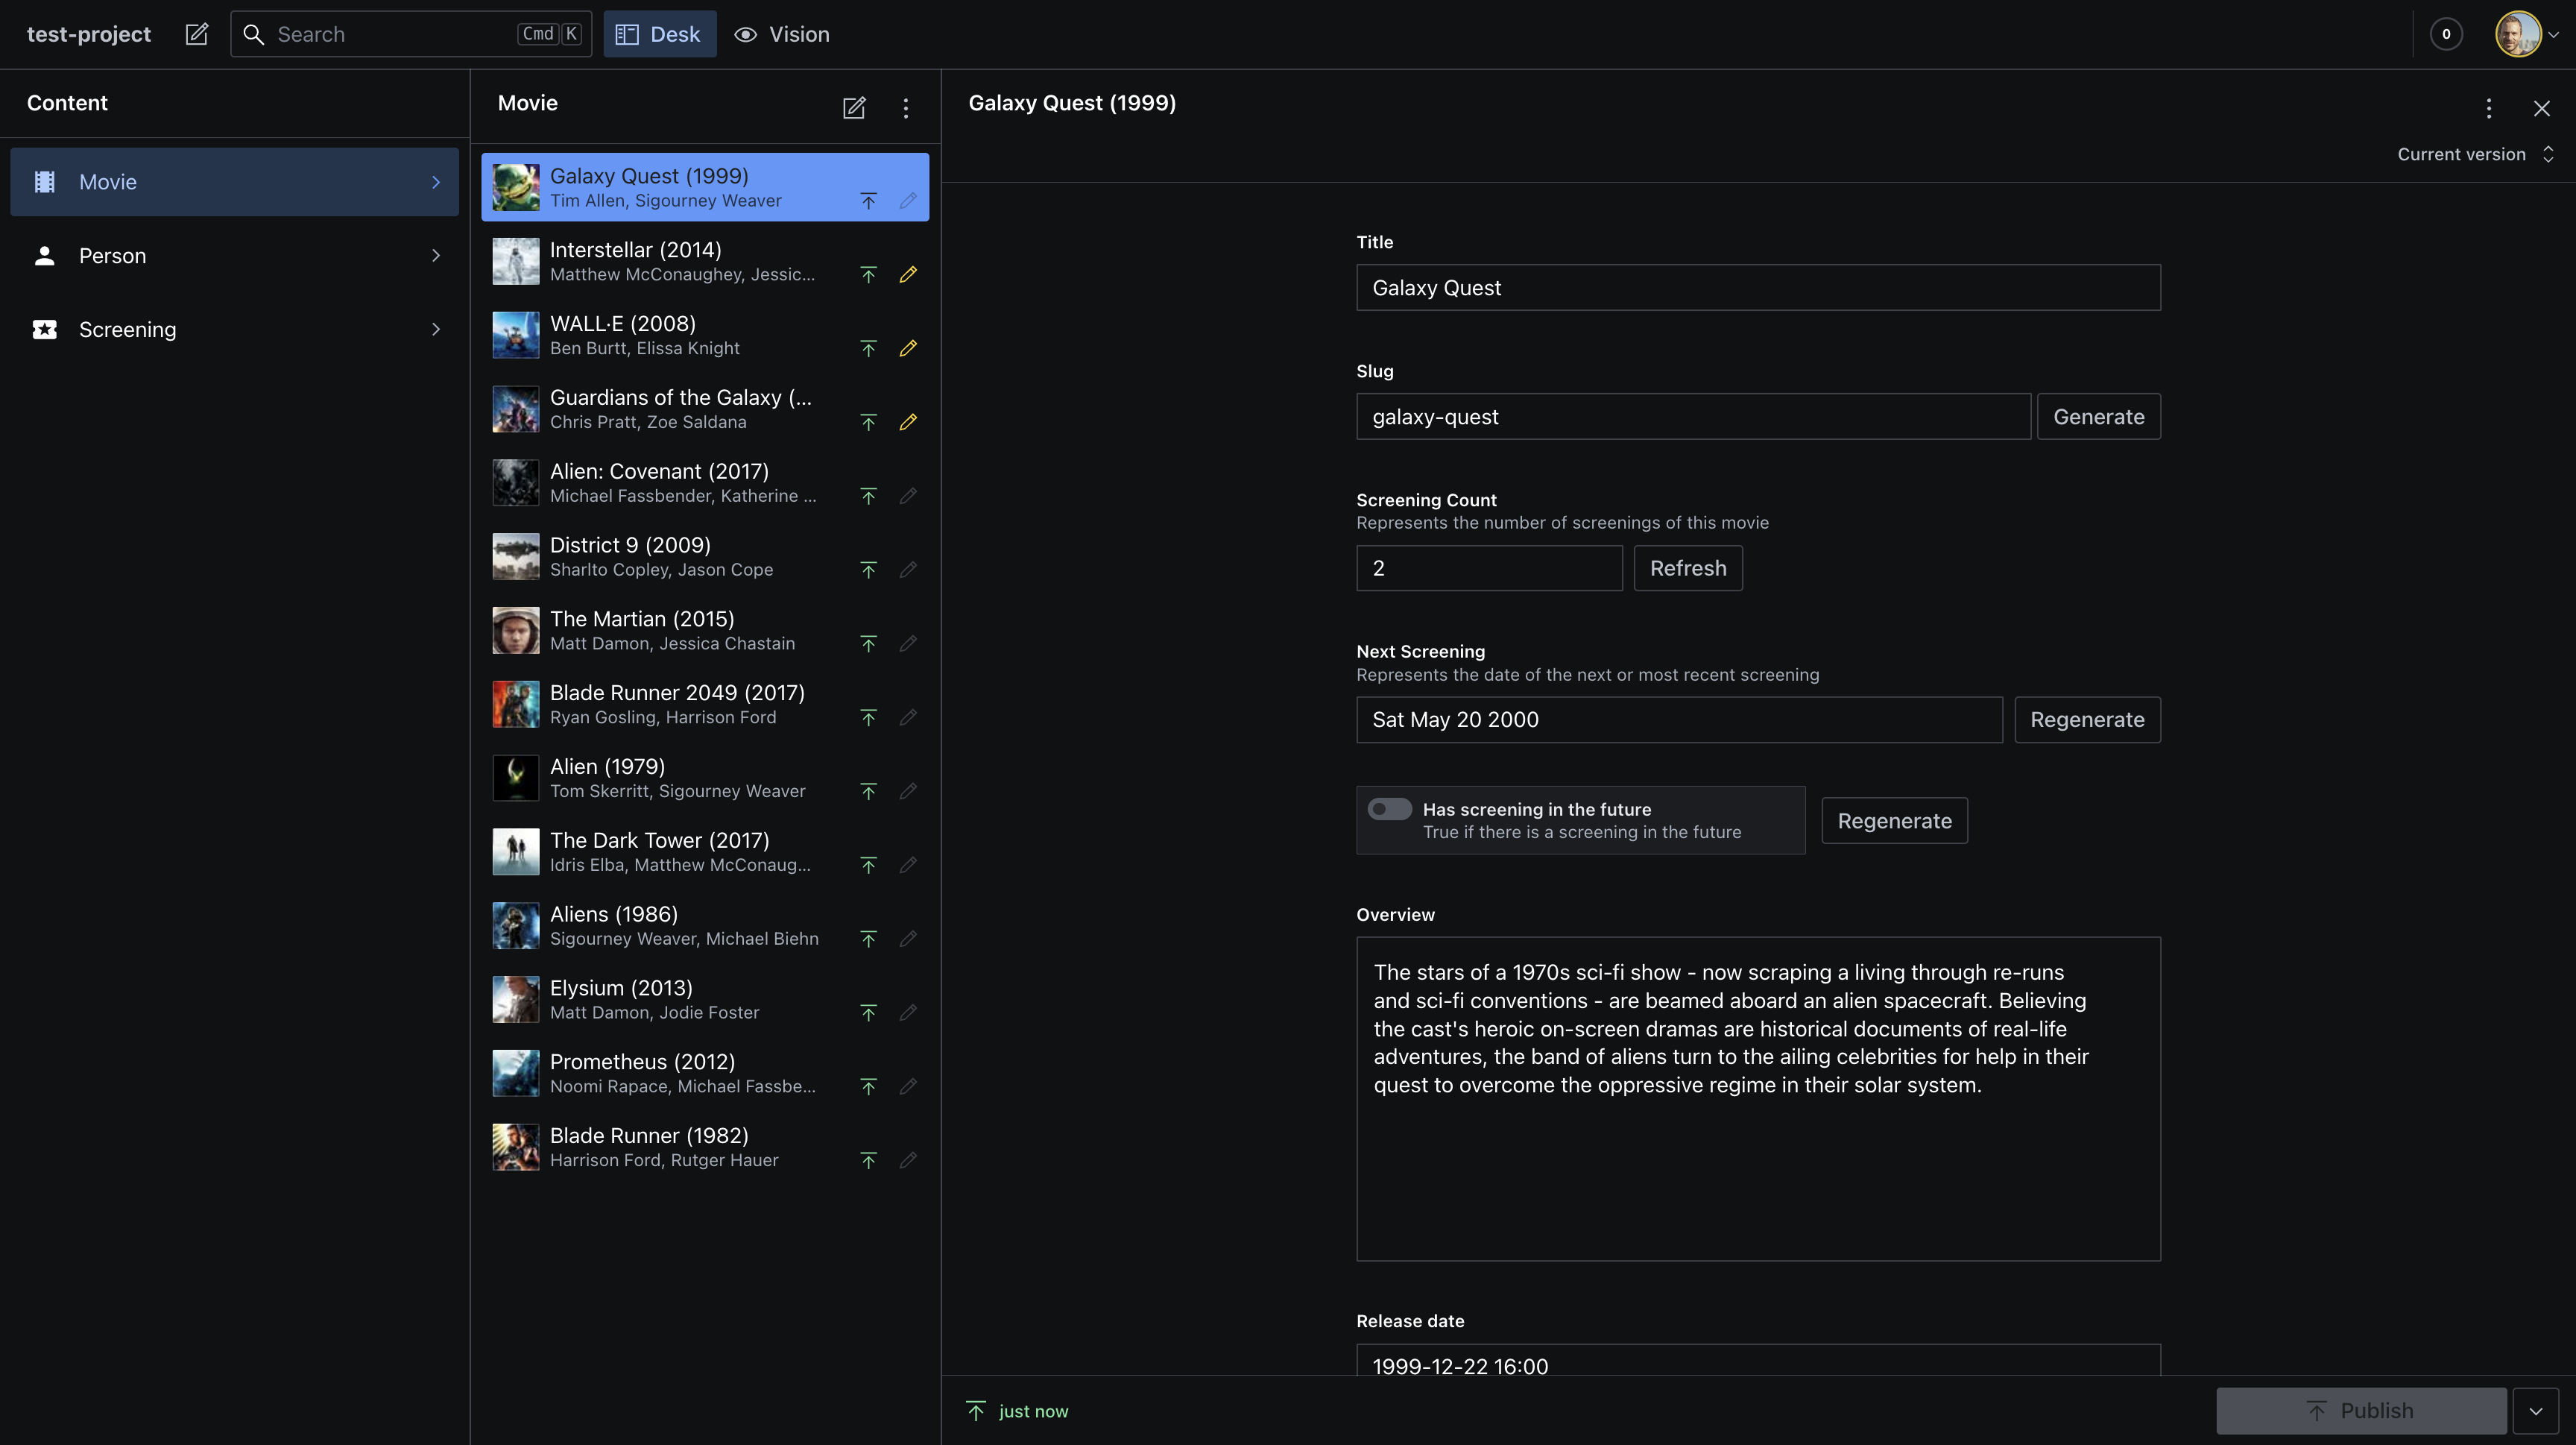 test-project
Search
Cmd K
Desk
Vision
0
Content
Movie
Person
Screening
Movie
Galaxy Quest (1999)
Tim Allen, Sigourney Weaver
Interstellar (2014)
Matthew McConaughey, Jessic...
WALL·E (2008)
Ben Burtt, Elissa Knight
Guardians of the Galaxy (...
Chris Pratt, Zoe Saldana
Alien: Covenant (2017)
Michael Fassbender, Katherine ...
District 9 (2009)
Sharlto Copley, Jason Cope
The Martian (2015)
Matt Damon, Jessica Chastain
Blade Runner 2049 (2017)
Ryan Gosling, Harrison Ford
Alien (1979)
Tom Skerritt, Sigourney Weaver
The Dark Tower (2017)
Idris Elba, Matthew McConaug...
Aliens (1986)
Sigourney Weaver, Michael Biehn
Elysium (2013)
Matt Damon, Jodie Foster
Prometheus (2012)
Noomi Rapace, Michael Fassbe...
Blade Runner (1982)
Harrison Ford, Rutger Hauer
Galaxy Quest (1999)
Current version
Title
Galaxy Quest
Slug
galaxy-quest
Generate
Screening Count
Represents the number of screenings of this movie
2
Refresh
Next Screening
Represents the date of the next or most recent screening
Sat May 20 2000
Regenerate
Has screening in the future
True if there is a screening in the future
Regenerate
Overview
The stars of a 1970s sci-fi show - now scraping a living through re-runs
and sci-fi conventions - are beamed aboard an alien spacecraft. Believing
the cast's heroic on-screen dramas are historical documents of real-life
adventures, the band of aliens turn to the ailing celebrities for help in their
quest to overcome the oppressive regime in their solar system.
Release date
1999-12-22 16:00
just now
Publish